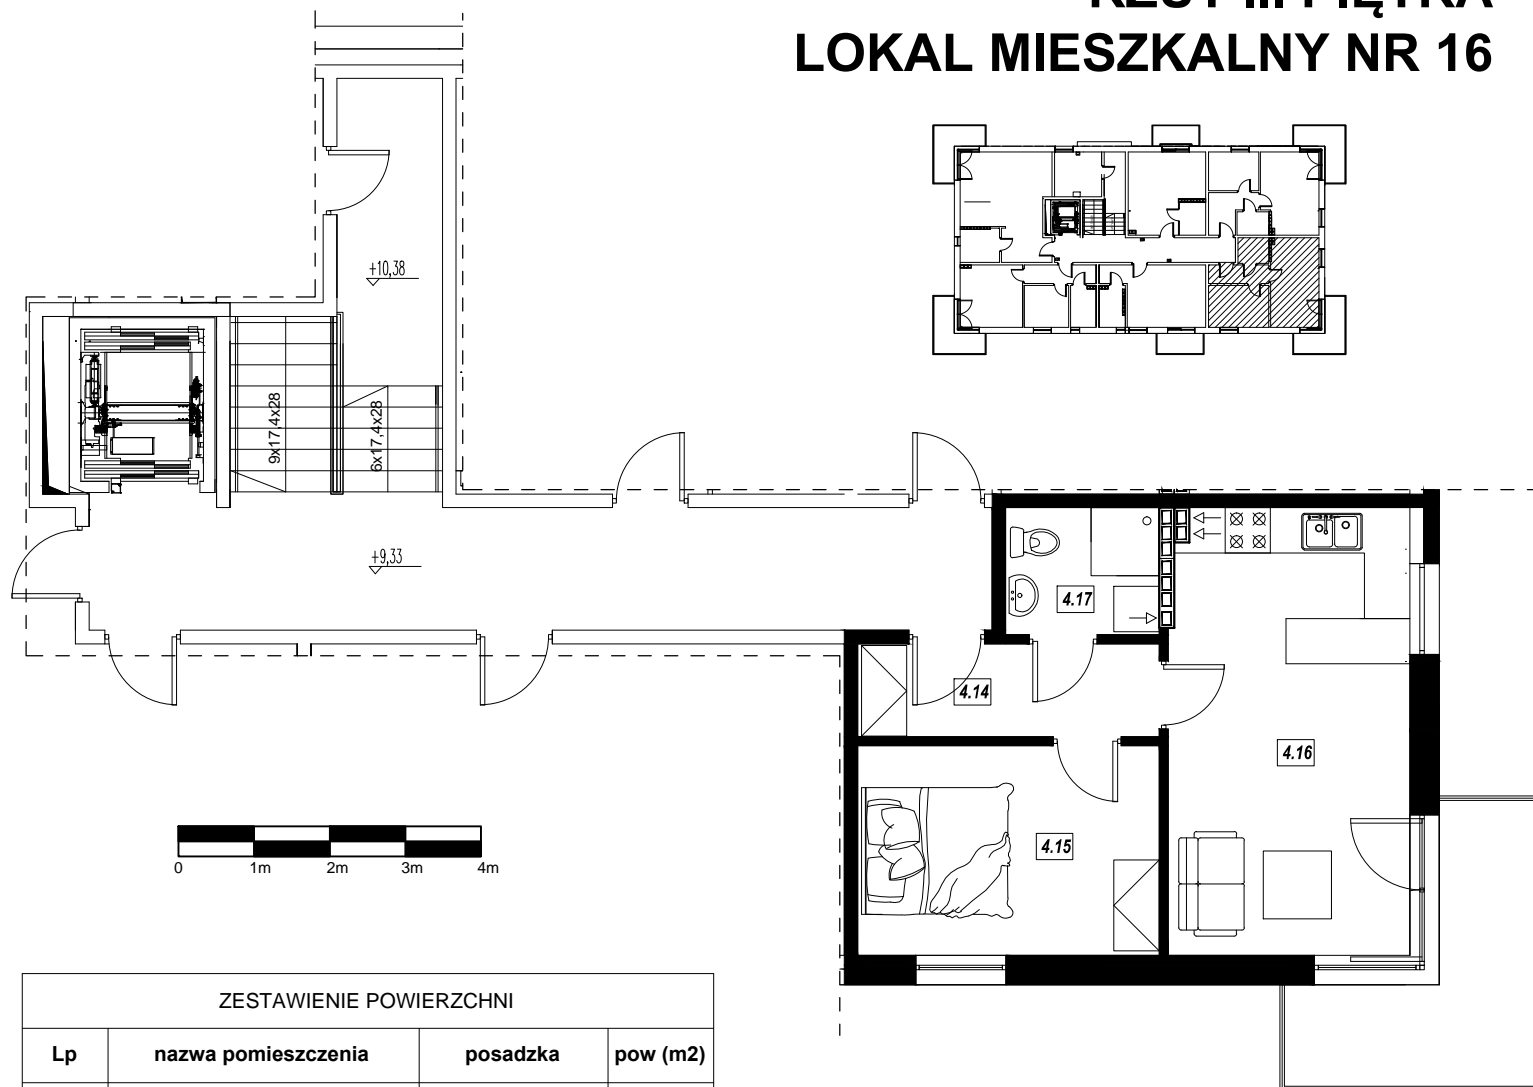 LOKAL MIESZKALNY NR 16
+10,38
9x17,4x28
6x17,4x28
+9,33
4.17
4.14
4.16
4.15
0 1m 2m 3m 4m
ZESTAWIENIE POWIERZCHNI
Lp nazwa pomieszczenia posadzka pow (m2)